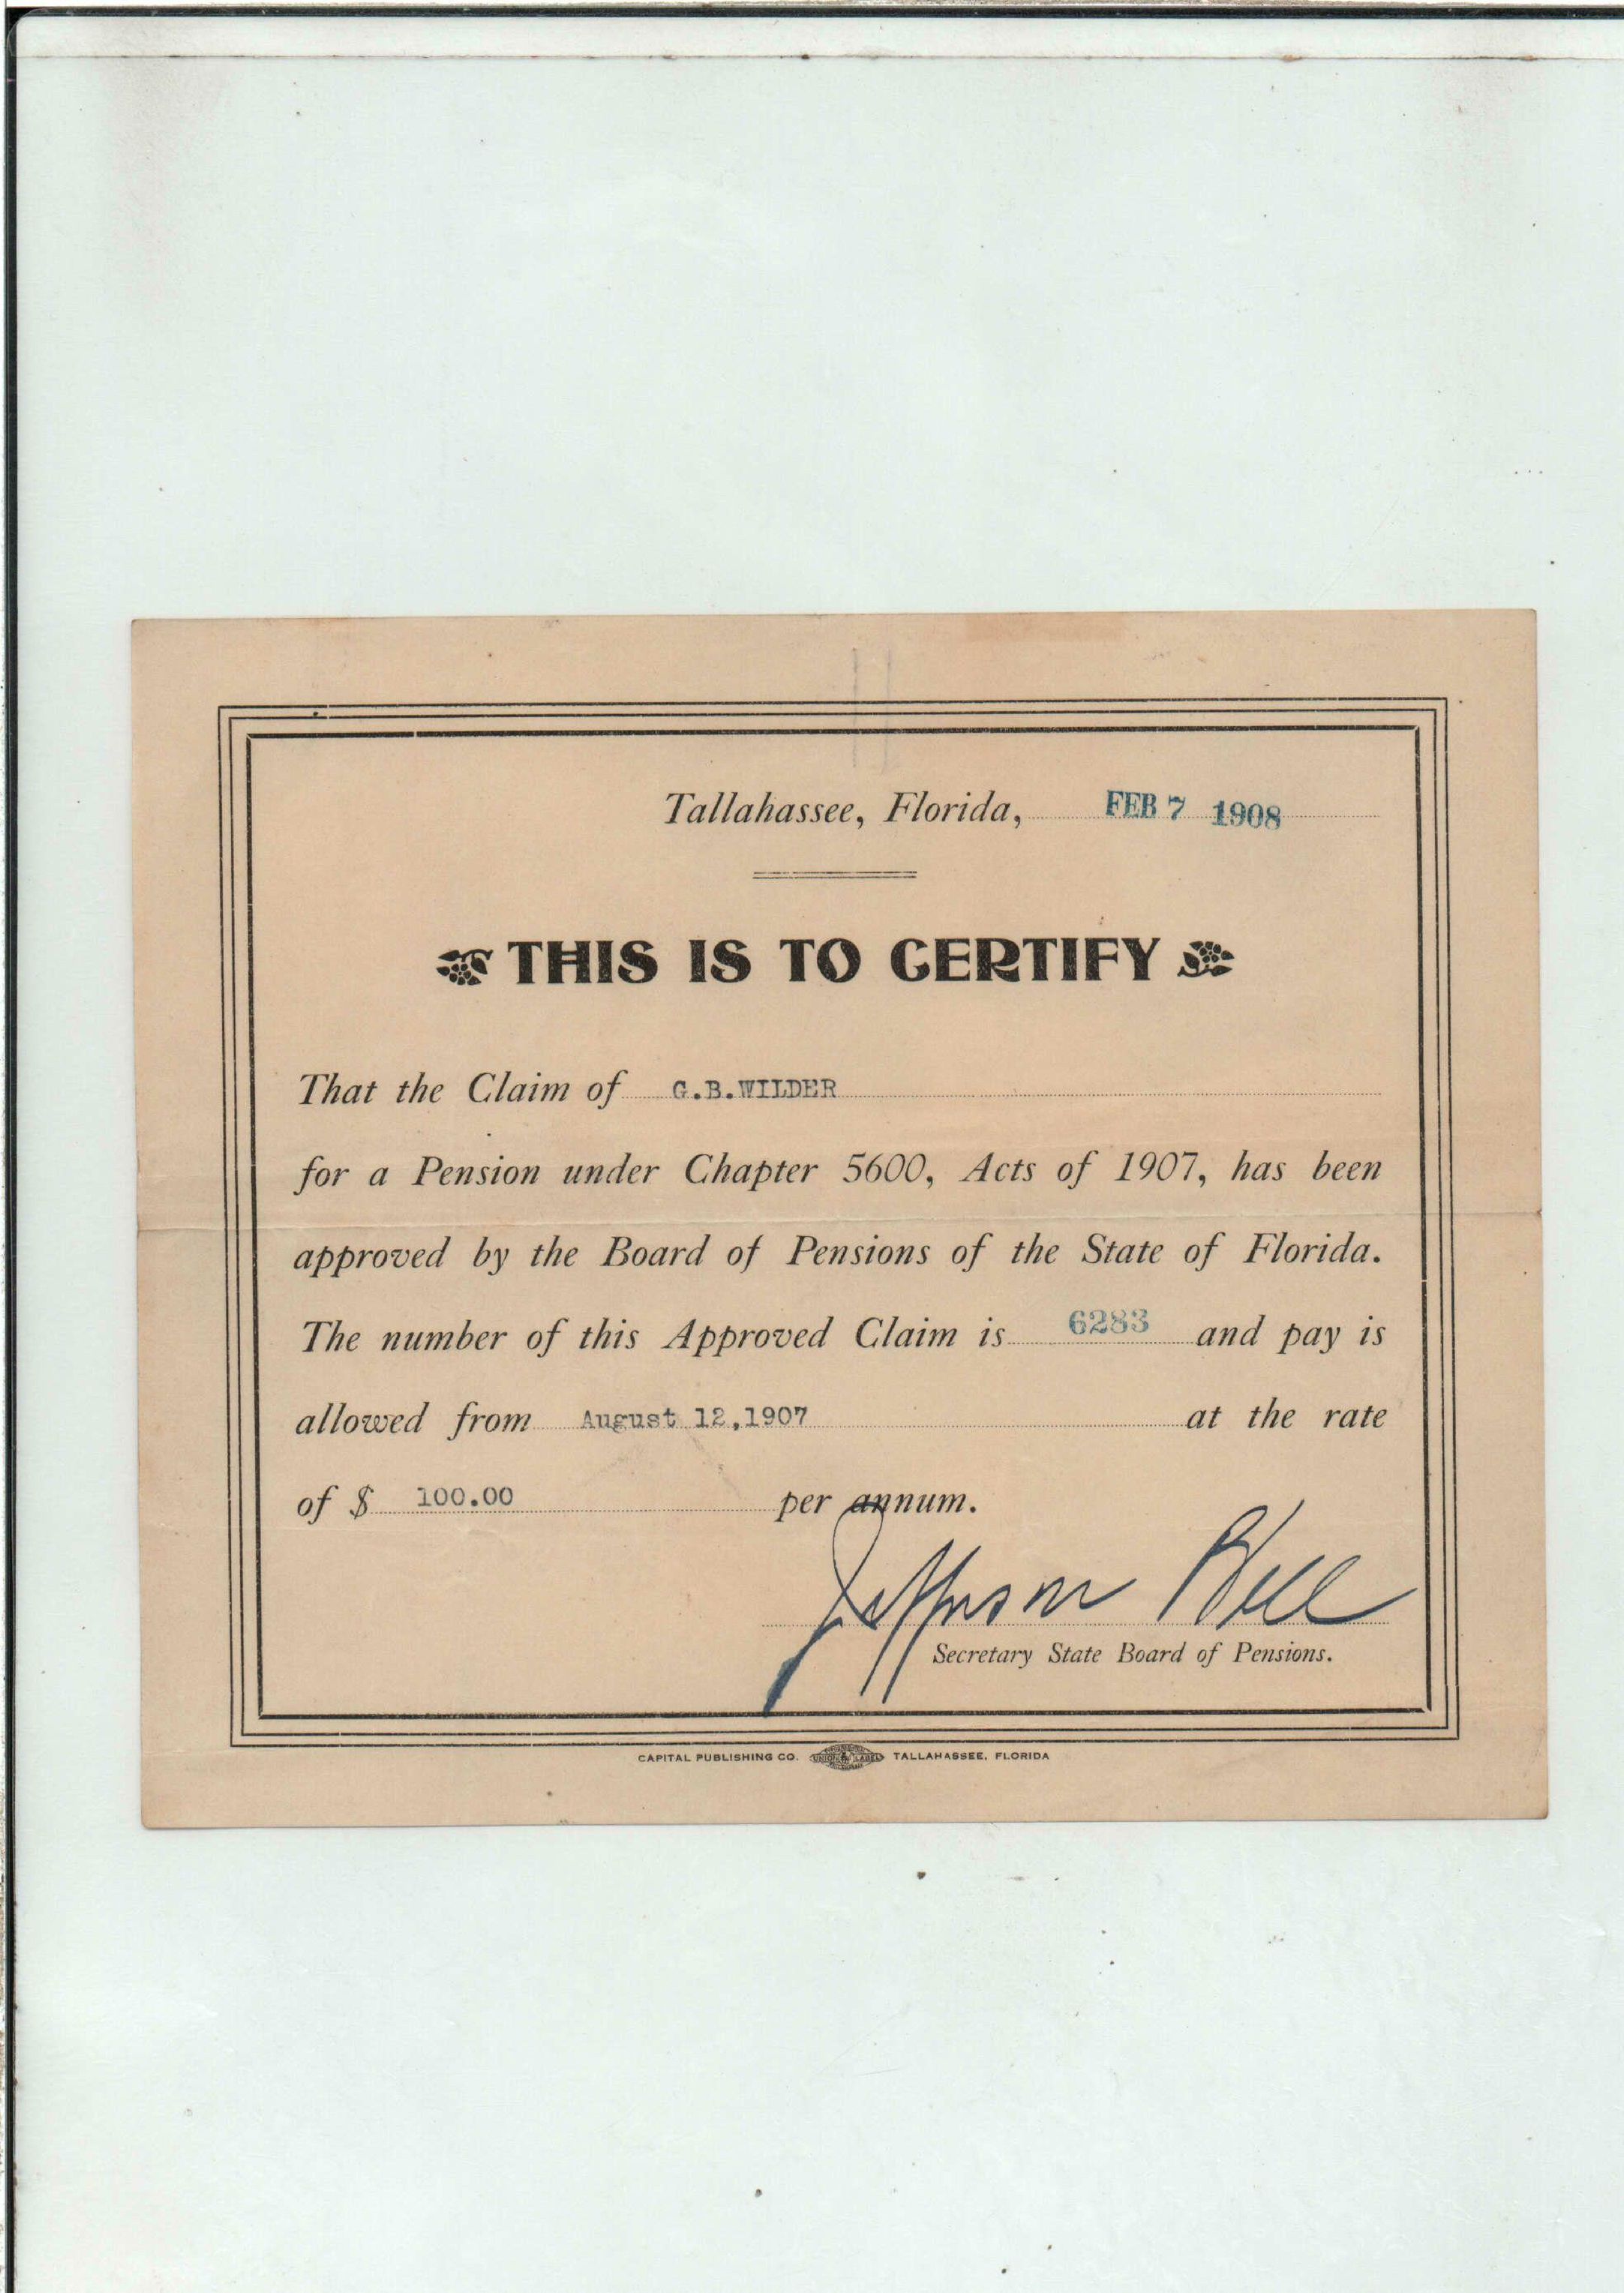 Tallahassee, Florida, FEB 7 1908
THIS IS TO CERTIFY
That the Claim of G.B.WILDER
for a Pension under Chapter 5600, Acts of 1907, has been
approved by the Board of Pensions of the State of Florida.
The number of this Approved Claim is 6283 and pay is
allowed from August 12,1907 at the rate
of $ 100.00 per annum.
Jefferson Bell
Secretary State Board of Pensions.
CAPITAL PUBLISHING CO. UNION LABEL TALLAHASSEE, FLORIDA